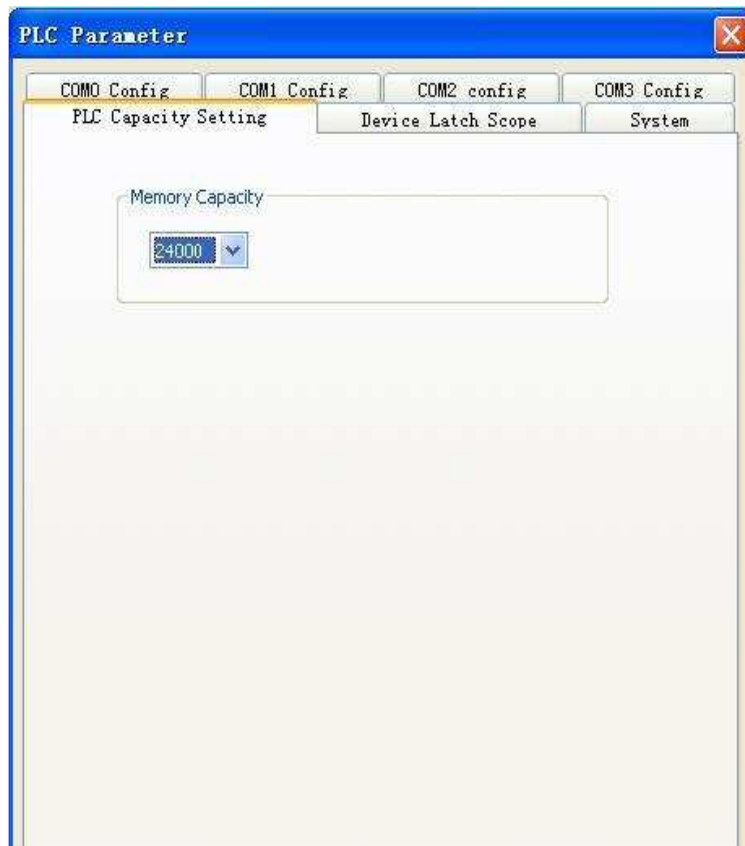 PLC Parameter
COM0 Config COM1 Config COM2 config COM3 Config
PLC Capacity Setting Device Latch Scope System
Memory Capacity
24000